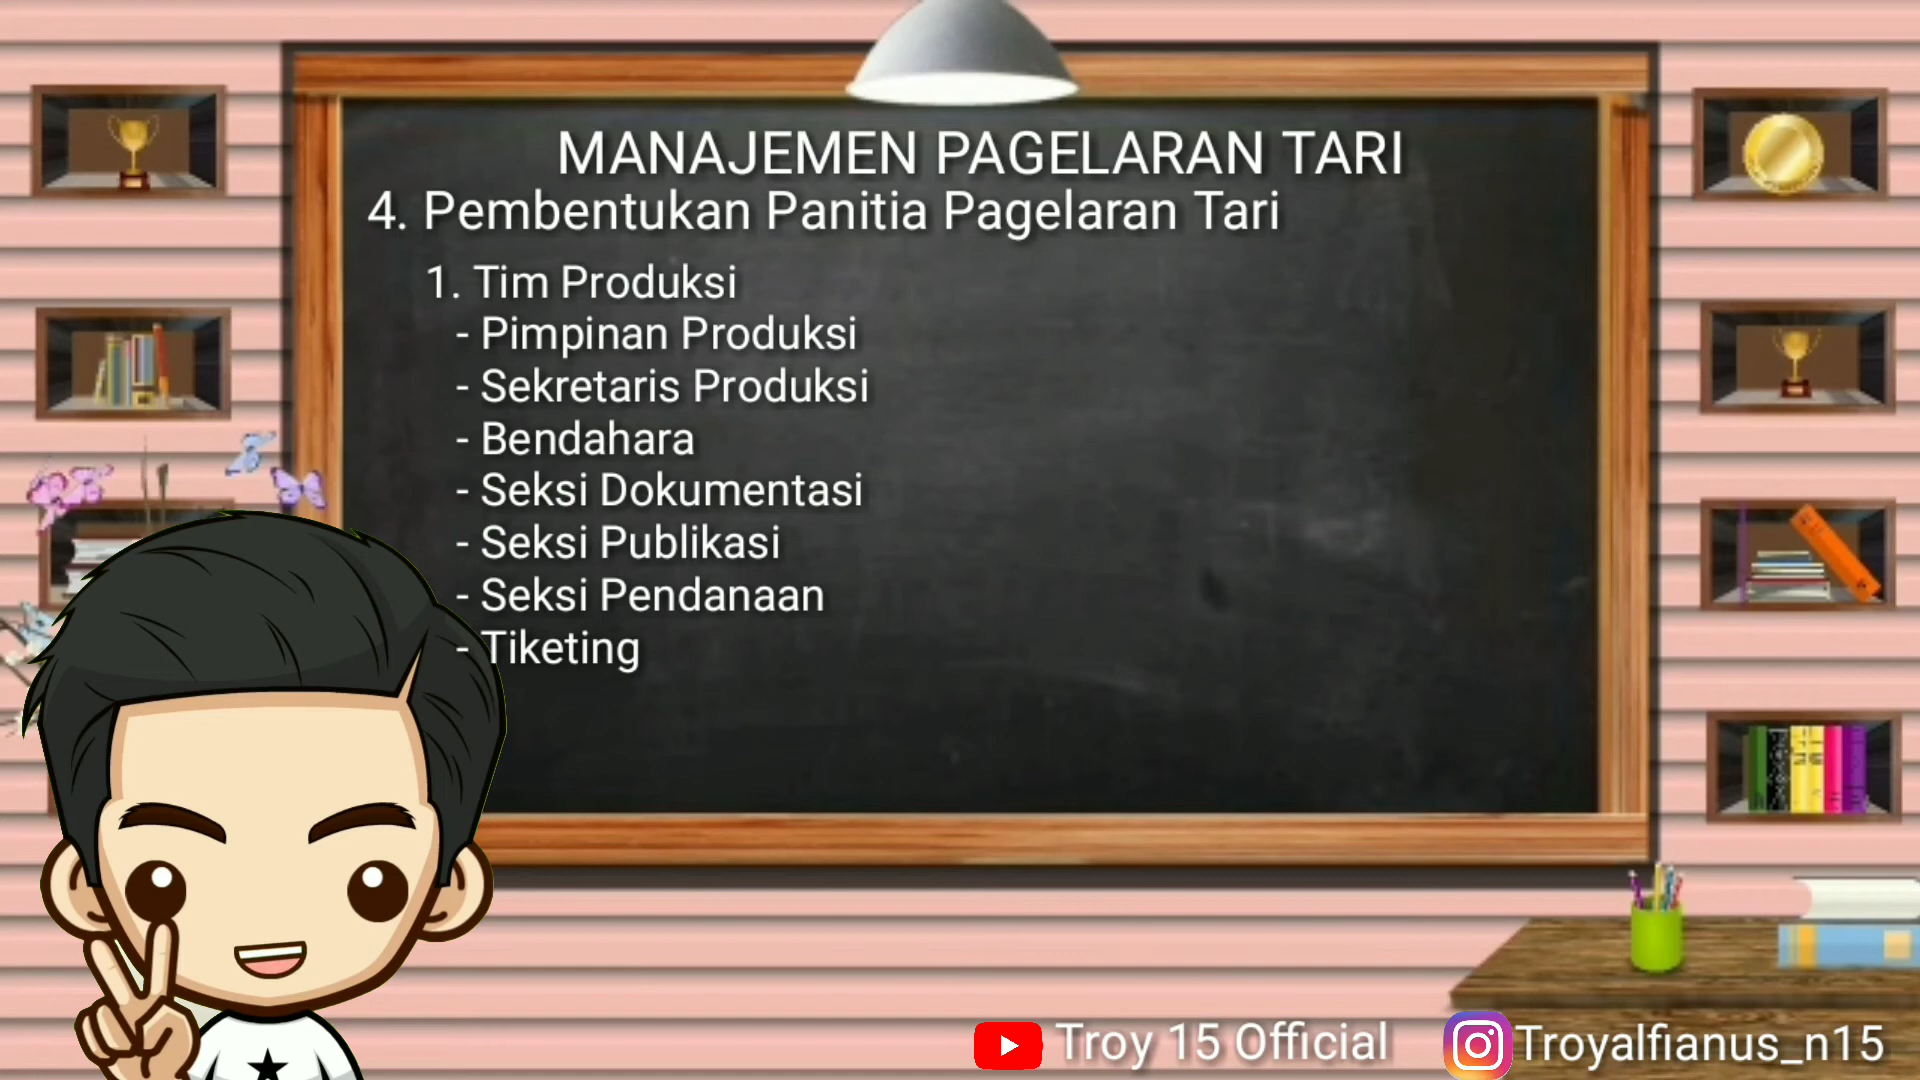 MANAJEMEN PAGELARAN TARI
4. Pembentukan Panitia Pagelaran Tari
1. Tim Produksi
- Pimpinan Produksi
- Sekretaris Produksi
- Bendahara
- Seksi Dokumentasi
- Seksi Publikasi
- Seksi Pendanaan
- Tiketing
Troy 15 Official
Troyalfianus_n15